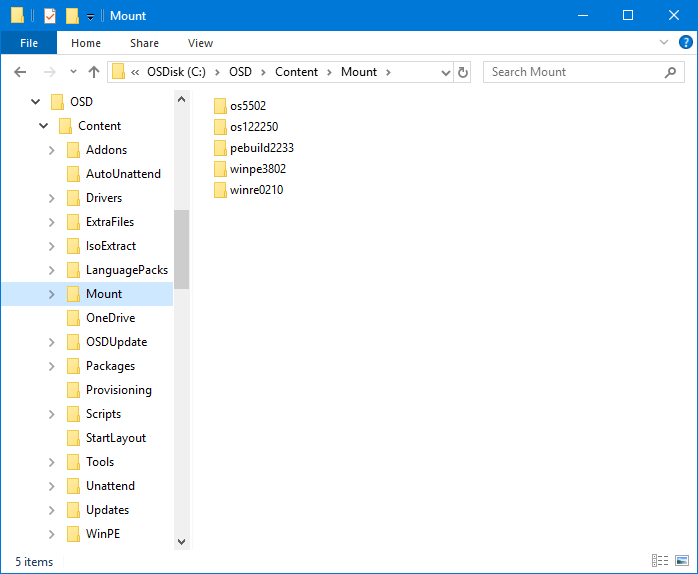 Mount
File Home Share View
« OSDisk (C:) > OSD > Content > Mount >
Search Mount
OSD
Content
Addons
AutoUnattend
Drivers
ExtraFiles
IsoExtract
LanguagePacks
Mount
OneDrive
OSDUpdate
Packages
Provisioning
Scripts
StartLayout
Tools
Unattend
Updates
WinPE
os5502
os122250
pebuild2233
winpe3802
winre0210
5 items